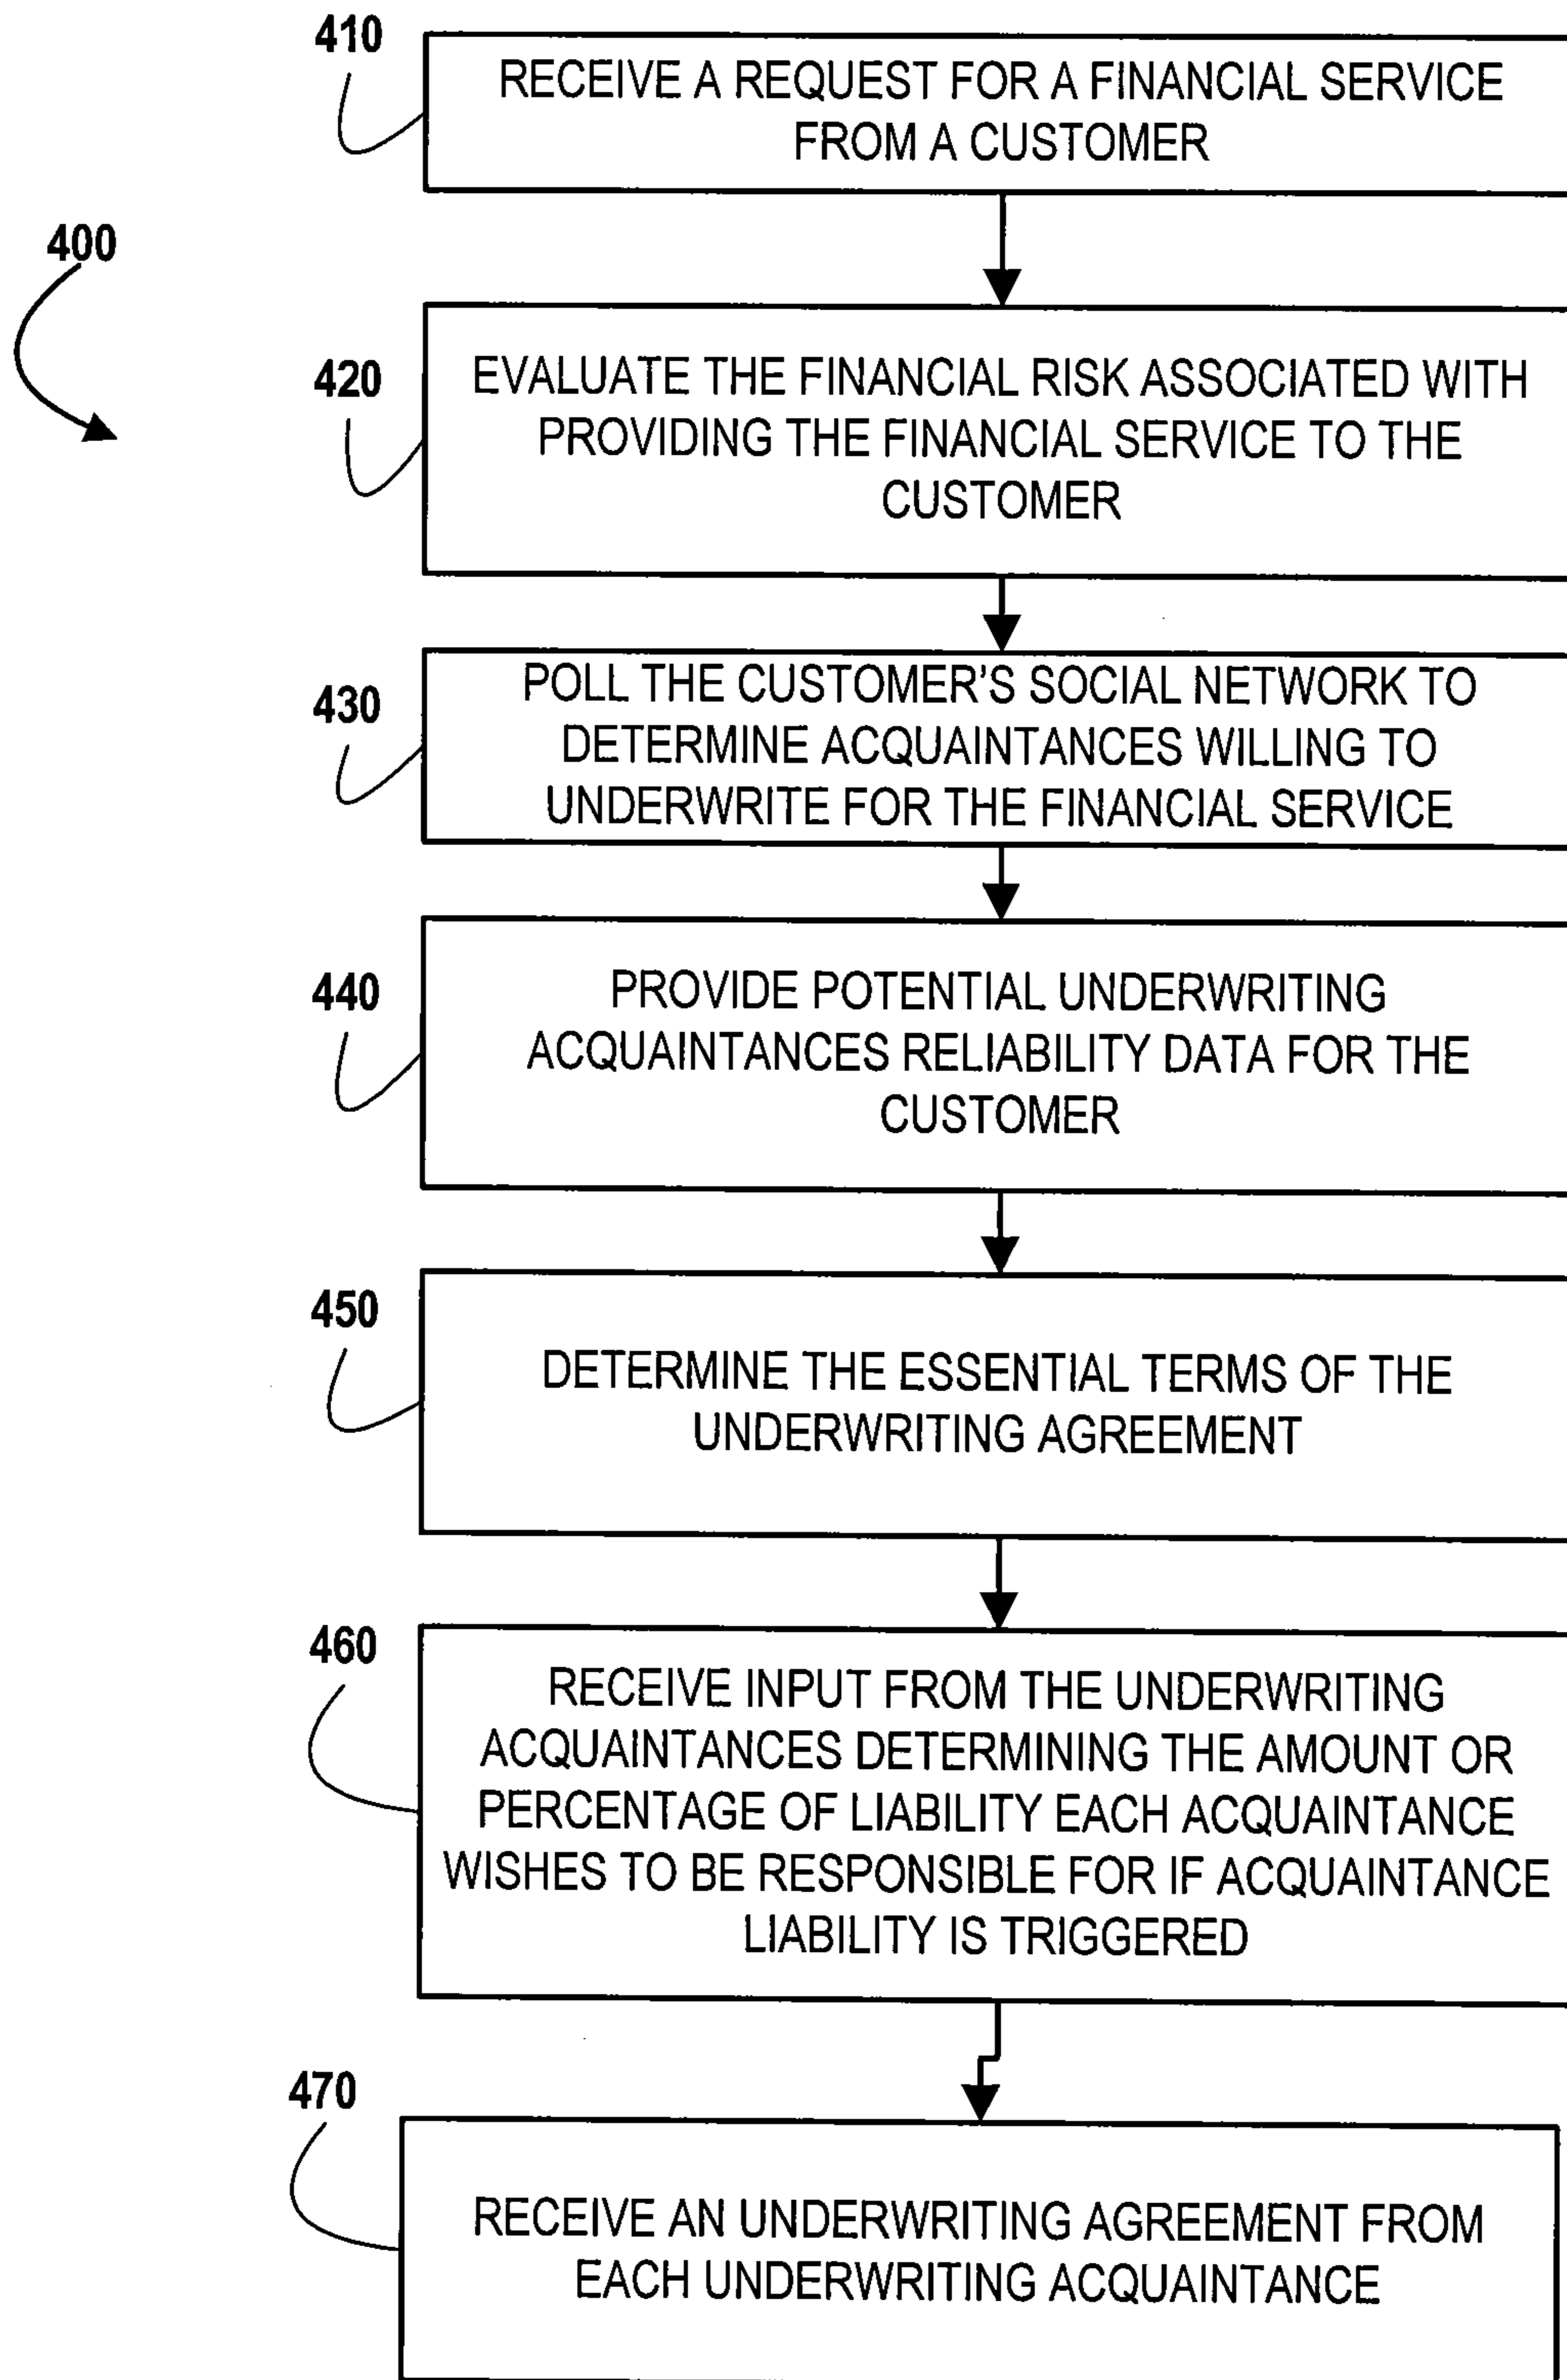 410
RECEIVE A REQUEST FOR A FINANCIAL SERVICE
FROM A CUSTOMER
400
420
EVALUATE THE FINANCIAL RISK ASSOCIATED WITH
PROVIDING THE FINANCIAL SERVICE TO THE
CUSTOMER
430
POLL THE CUSTOMER'S SOCIAL NETWORK TO
DETERMINE ACQUAINTANCES WILLING TO
UNDERWRITE FOR THE FINANCIAL SERVICE
440
PROVIDE POTENTIAL UNDERWRITING
ACQUAINTANCES RELIABILITY DATA FOR THE
CUSTOMER
450
DETERMINE THE ESSENTIAL TERMS OF THE
UNDERWRITING AGREEMENT
460
RECEIVE INPUT FROM THE UNDERWRITING
ACQUAINTANCES DETERMINING THE AMOUNT OR
PERCENTAGE OF LIABILITY EACH ACQUAINTANCE
WISHES TO BE RESPONSIBLE FOR IF ACQUAINTANCE
LIABILITY IS TRIGGERED
470
RECEIVE AN UNDERWRITING AGREEMENT FROM
EACH UNDERWRITING ACQUAINTANCE